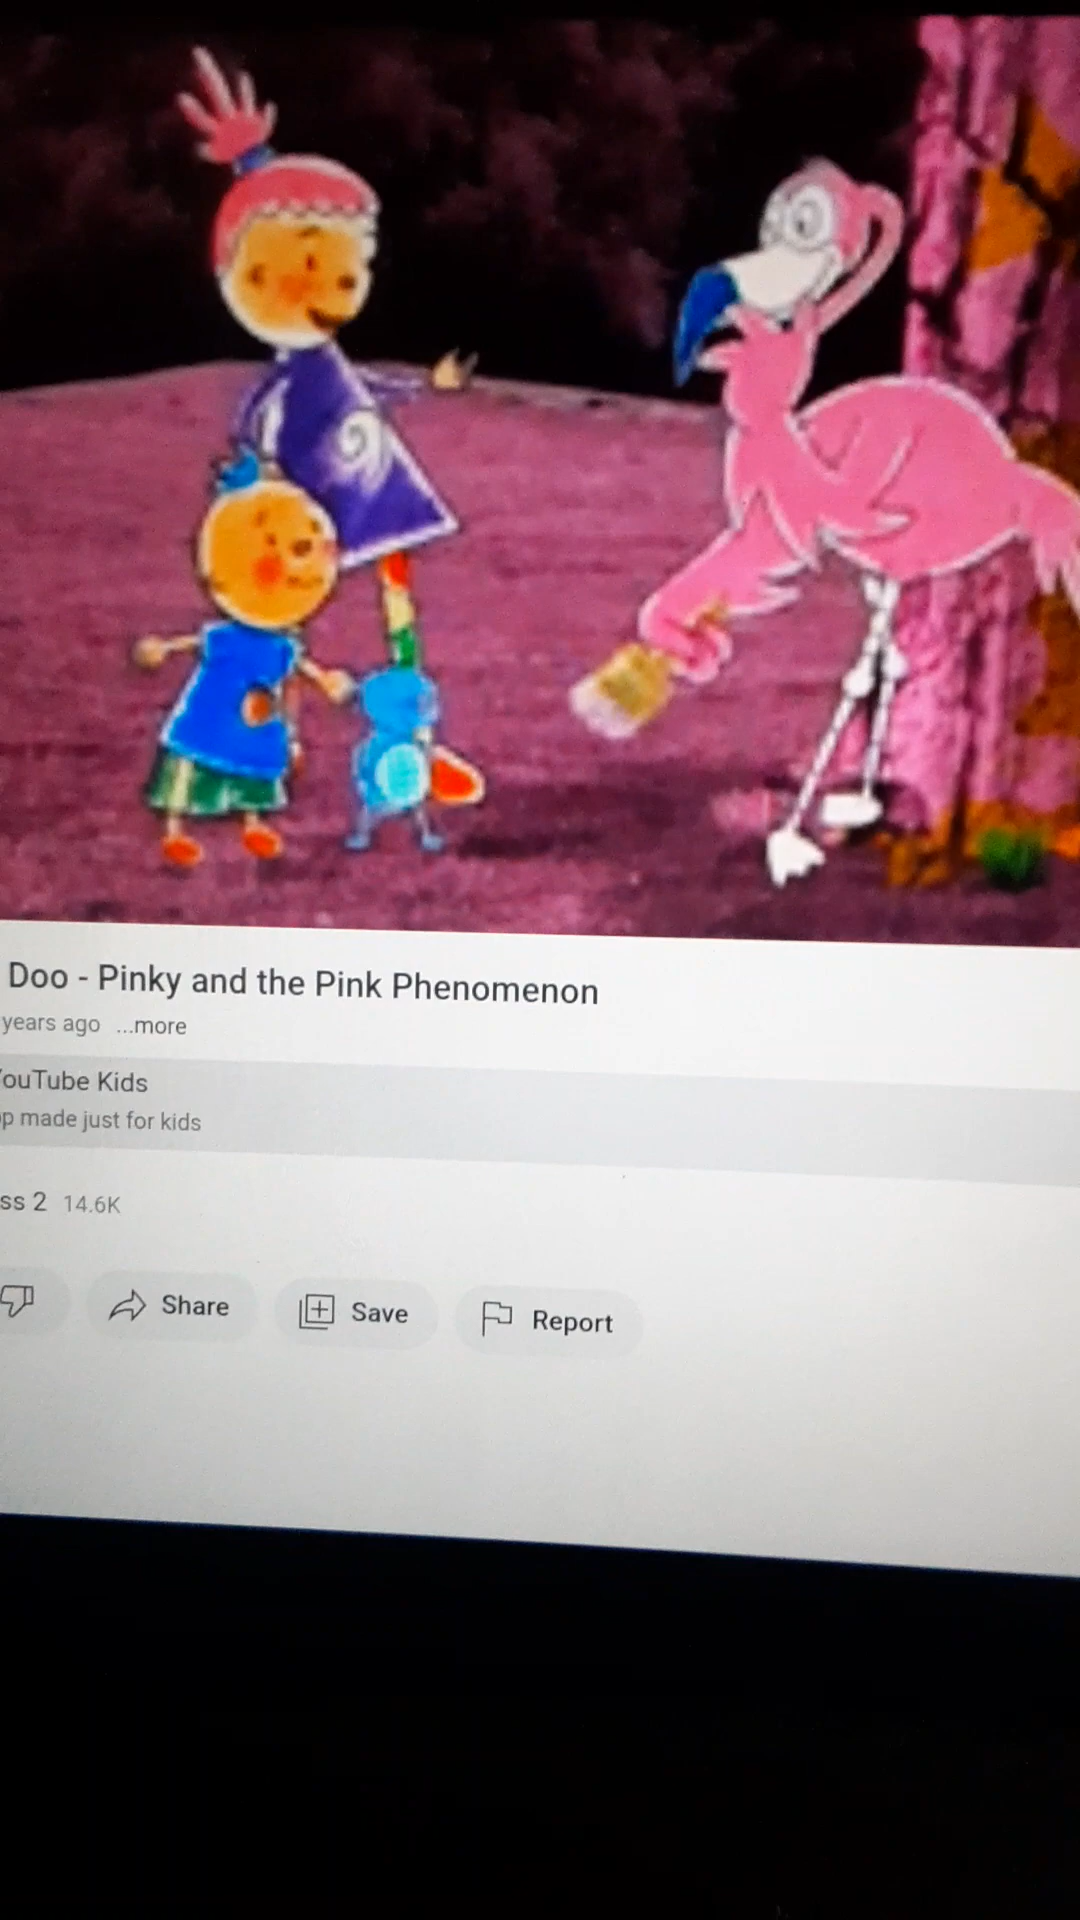 Doo - Pinky and the Pink Phenomenon
years ago ...more
YouTube Kids
p made just for kids
ss 2 14.6K
Share
Save
Report